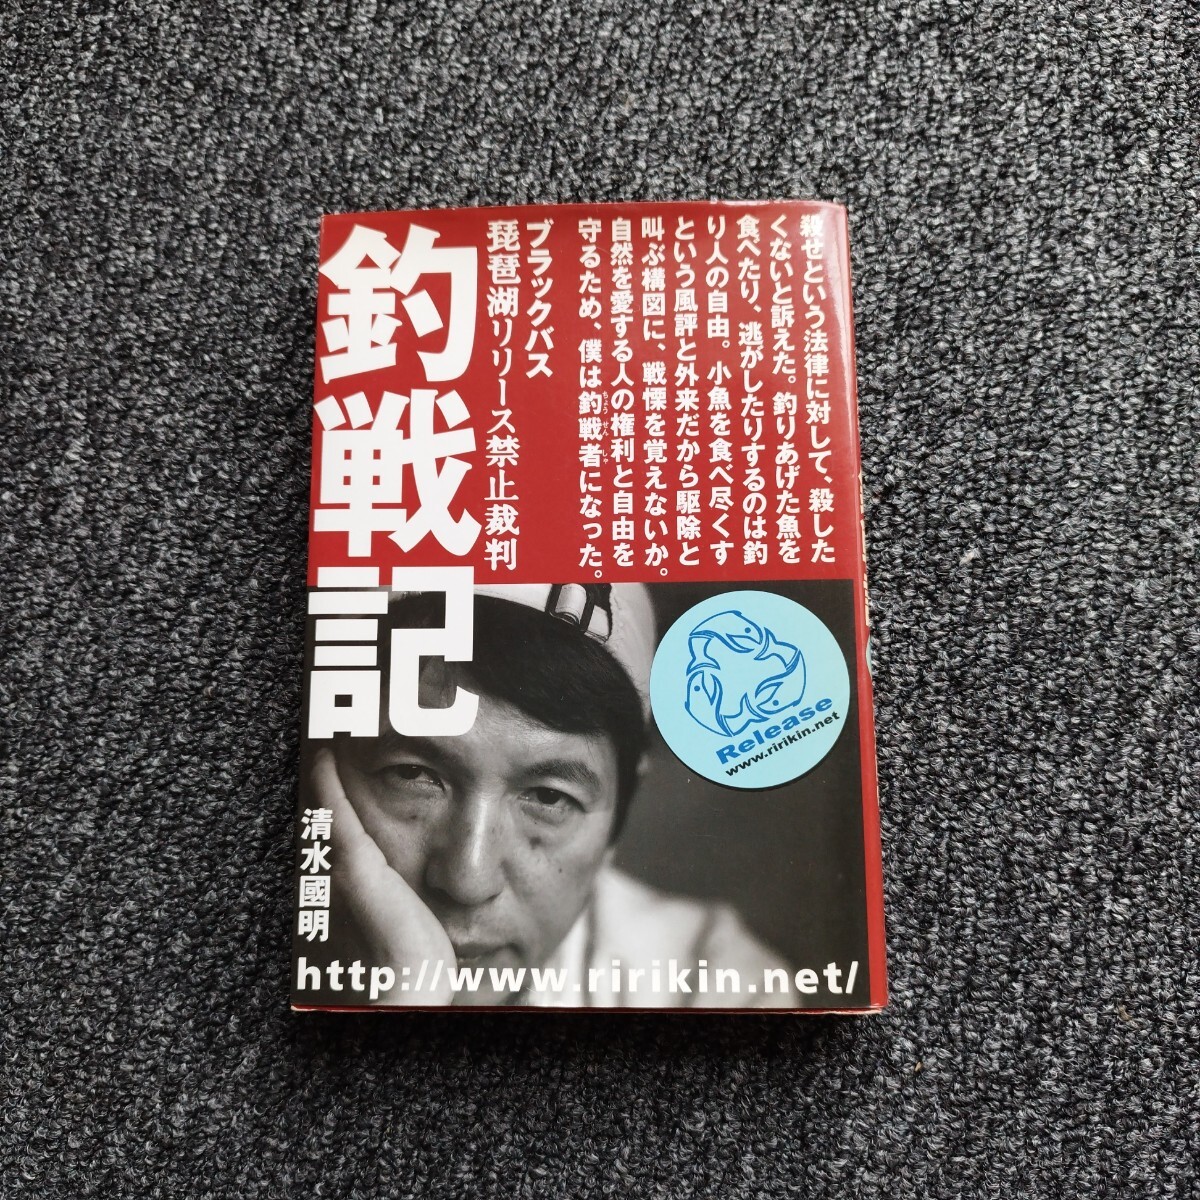 殺せという法律に対して、殺した
くないと訴えた。釣りあげた魚を
食べたり、逃がしたりするのは釣
り人の自由。小魚を食べ尽くす
という風評と外来だから駆除と
叫ぶ構図に、戦慄を覚えないか。
自然を愛する人の権利と自由を
守るため、僕は釣戦者になった。
ちょう せん しゃ
ブラックバス
琵琶湖リリース禁止裁判
釣戦記
清水國明
Release
www.ririkin.net
http://www.ririkin.net/